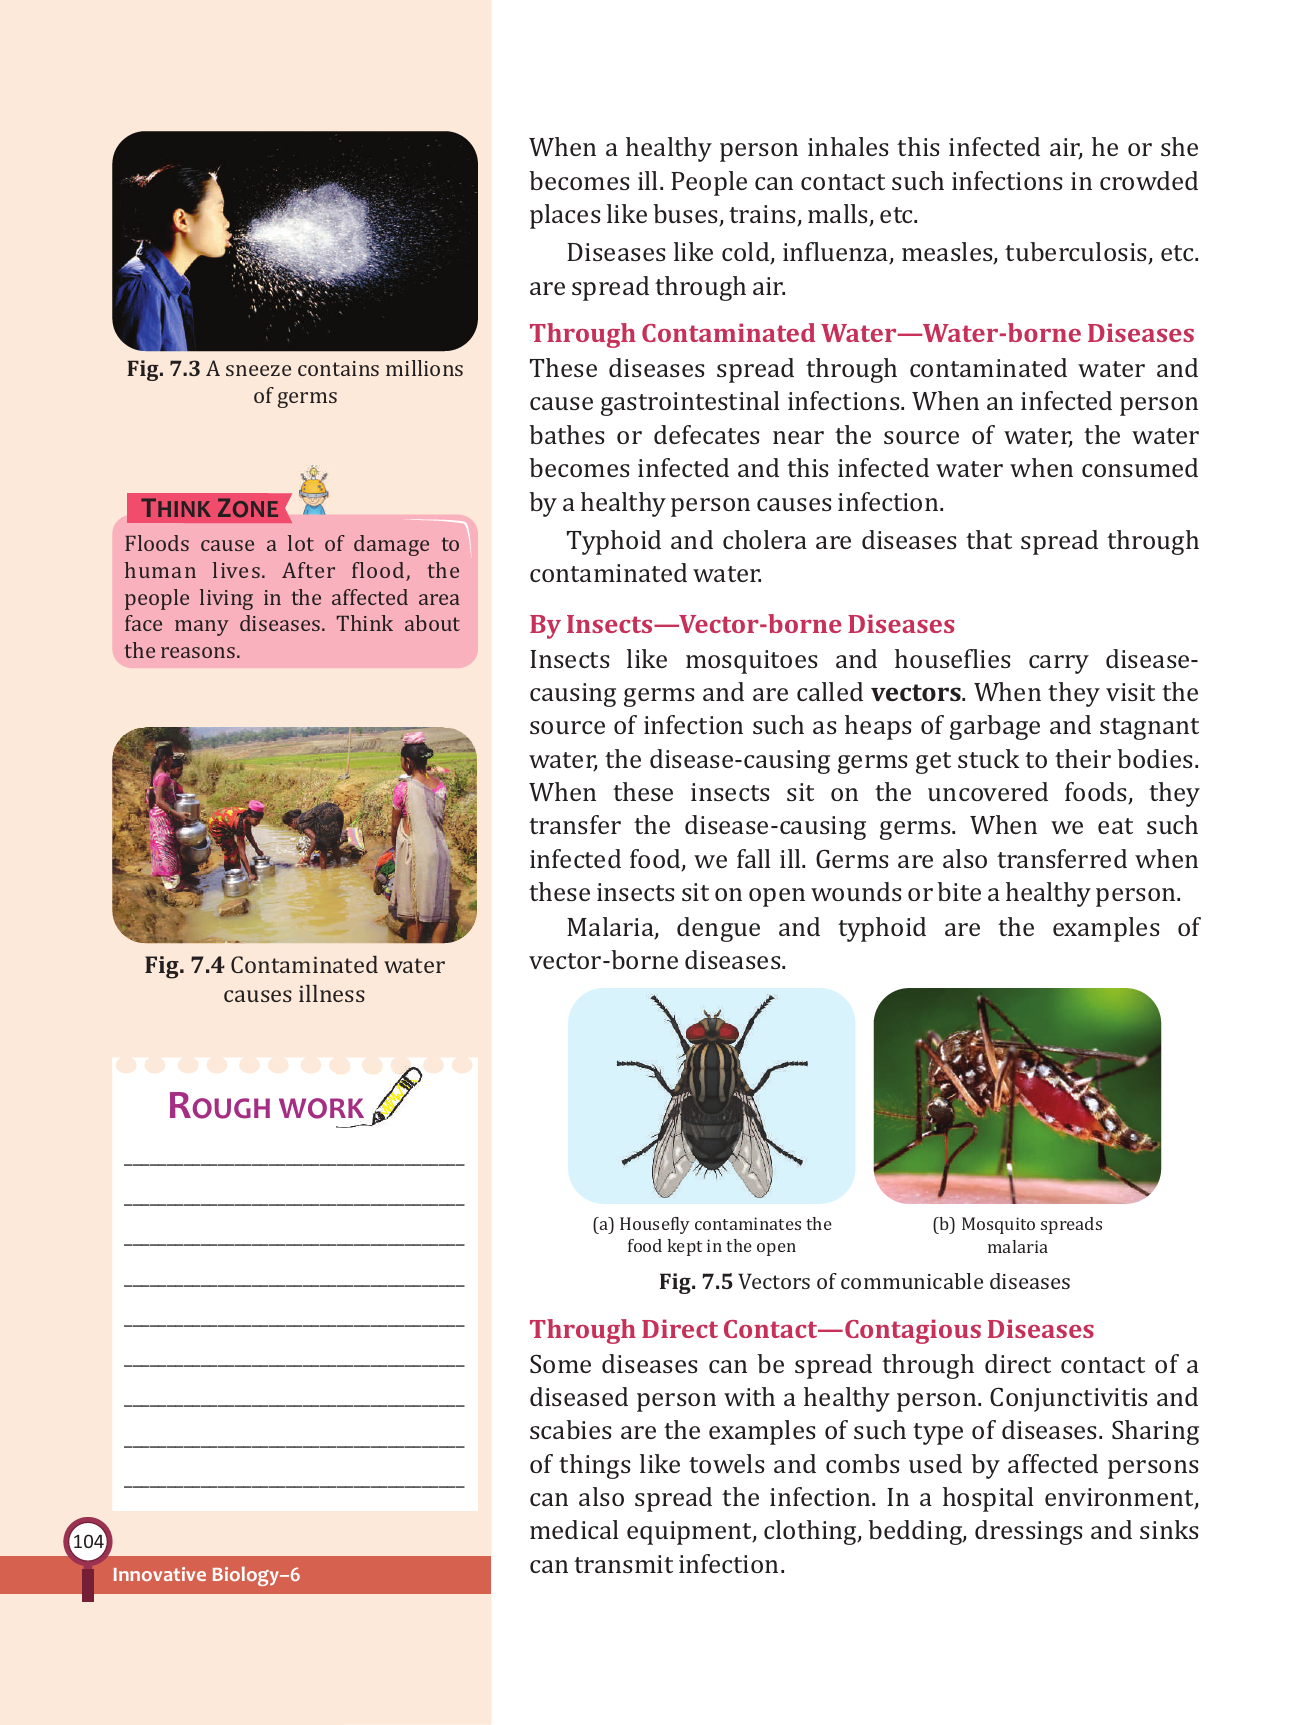 Fig. 7.3 A sneeze contains millions
of germs
THINK ZONE
Floods cause a lot of damage to
human lives. After flood, the
people living in the affected area
face many diseases. Think about
the reasons.
Fig. 7.4 Contaminated water
causes illness
ROUGH WORK
When a healthy person inhales this infected air, he or she
becomes ill. People can contact such infections in crowded
places like buses, trains, malls, etc.
Diseases like cold, influenza, measles, tuberculosis, etc.
are spread through air.
Through Contaminated Water—Water-borne Diseases
These diseases spread through contaminated water and
cause gastrointestinal infections. When an infected person
bathes or defecates near the source of water, the water
becomes infected and this infected water when consumed
by a healthy person causes infection.
Typhoid and cholera are diseases that spread through
contaminated water.
By Insects—Vector-borne Diseases
Insects like mosquitoes and houseflies carry disease-
causing germs and are called vectors. When they visit the
source of infection such as heaps of garbage and stagnant
water, the disease-causing germs get stuck to their bodies.
When these insects sit on the uncovered foods, they
transfer the disease-causing germs. When we eat such
infected food, we fall ill. Germs are also transferred when
these insects sit on open wounds or bite a healthy person.
Malaria, dengue and typhoid are the examples of
vector-borne diseases.
(a) Housefly contaminates the
food kept in the open
(b) Mosquito spreads
malaria
Fig. 7.5 Vectors of communicable diseases
Through Direct Contact—Contagious Diseases
Some diseases can be spread through direct contact of a
diseased person with a healthy person. Conjunctivitis and
scabies are the examples of such type of diseases. Sharing
of things like towels and combs used by affected persons
can also spread the infection. In a hospital environment,
medical equipment, clothing, bedding, dressings and sinks
can transmit infection.
104
Innovative Biology–6